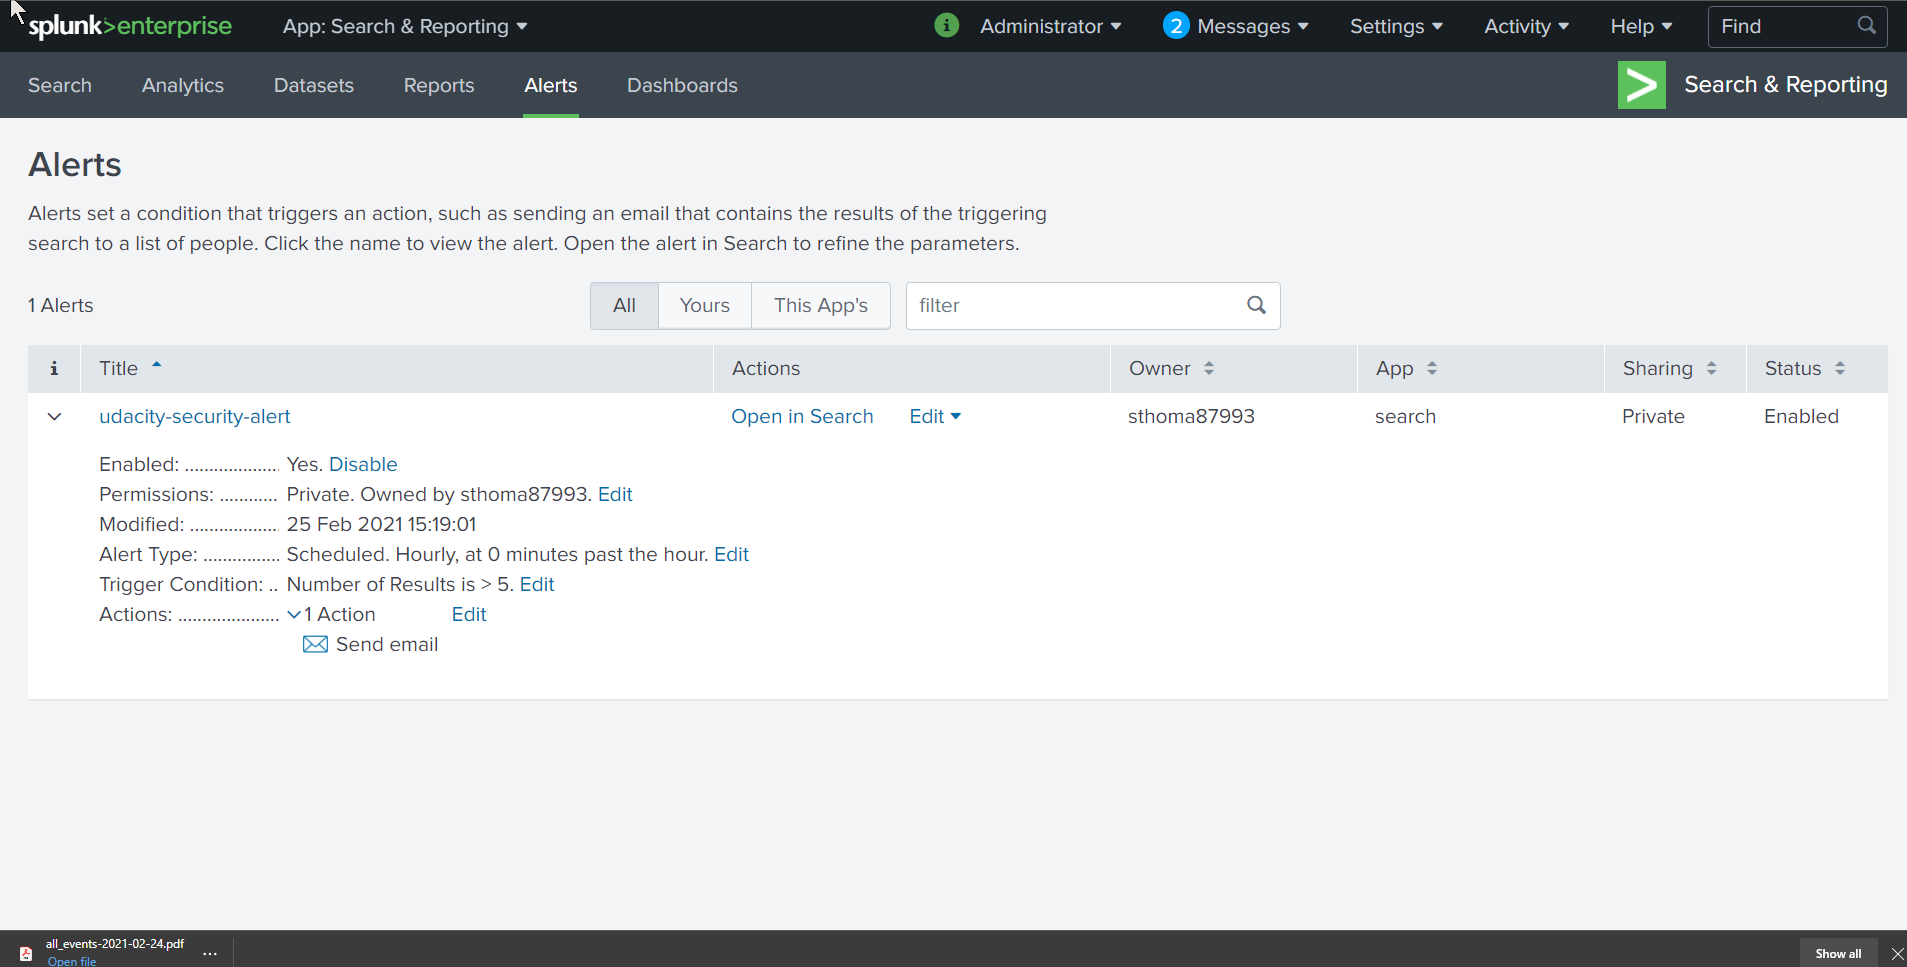 splunk>enterprise App: Search & Reporting i Administrator 2 Messages Settings Activity Help Find
Search Analytics Datasets Reports Alerts Dashboards > Search & Reporting
Alerts
Alerts set a condition that triggers an action, such as sending an email that contains the results of the triggering
search to a list of people. Click the name to view the alert. Open the alert in Search to refine the parameters.
1 Alerts All Yours This App's filter
i Title Actions Owner App Sharing Status
udacity-security-alert Open in Search Edit sthoma87993 search Private Enabled
Enabled: ................... Yes. Disable
Permissions: ............ Private. Owned by sthoma87993. Edit
Modified: .................. 25 Feb 2021 15:19:01
Alert Type: ................ Scheduled. Hourly, at 0 minutes past the hour. Edit
Trigger Condition: .. Number of Results is > 5. Edit
Actions: ..................... 1 Action Edit
Send email
all_events-2021-02-24.pdf ... Show all
Open file